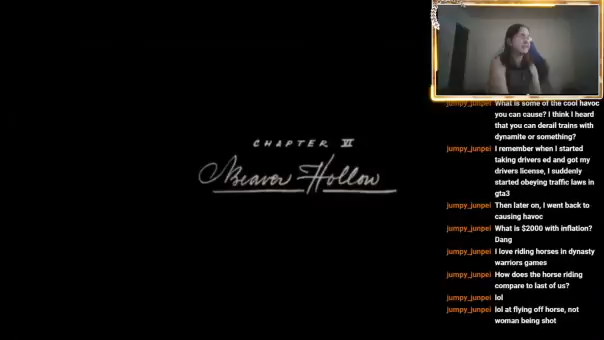 CHAPTER VI
Beaver Hollow
jumpy_junpei What is some of the cool havoc
you can cause? I think I heard
that you can derail trains with
dynamite or something?
jumpy_junpei I remember when I started
taking drivers ed and got my
drivers license, I suddenly
started obeying traffic laws in
gta3
jumpy_junpei Then later on, I went back to
causing havoc
jumpy_junpei What is $2000 with inflation?
Dang
jumpy_junpei I love riding horses in dynasty
warriors games
jumpy_junpei How does the horse riding
compare to last of us?
jumpy_junpei lol
jumpy_junpei lol at flying off horse, not
woman being shot